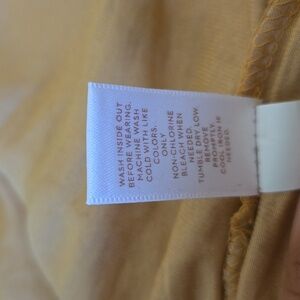 WASH INSIDE OUT
BEFORE WEARING.
MACHINE WASH
COLD WITH LIKE
COLORS.
ONLY
NON-CHLORINE
BLEACH WHEN
NEEDED.
TUMBLE DRY LOW.
REMOVE
PROMPTLY.
COOL IRON IF
NEEDED.